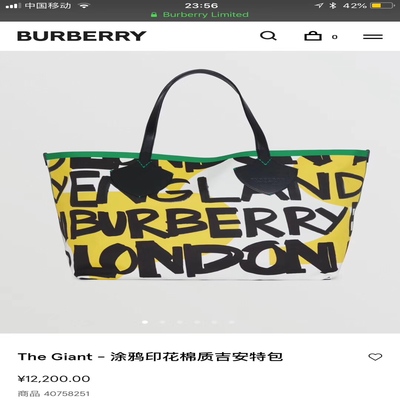 中国移动 23:56 42%
Burberry Limited
BURBERRY 0
ENGLAND
BURBERRY
LONDON
The Giant - 涂鸦印花棉质吉安特包
¥12,200.00
商品 40758251